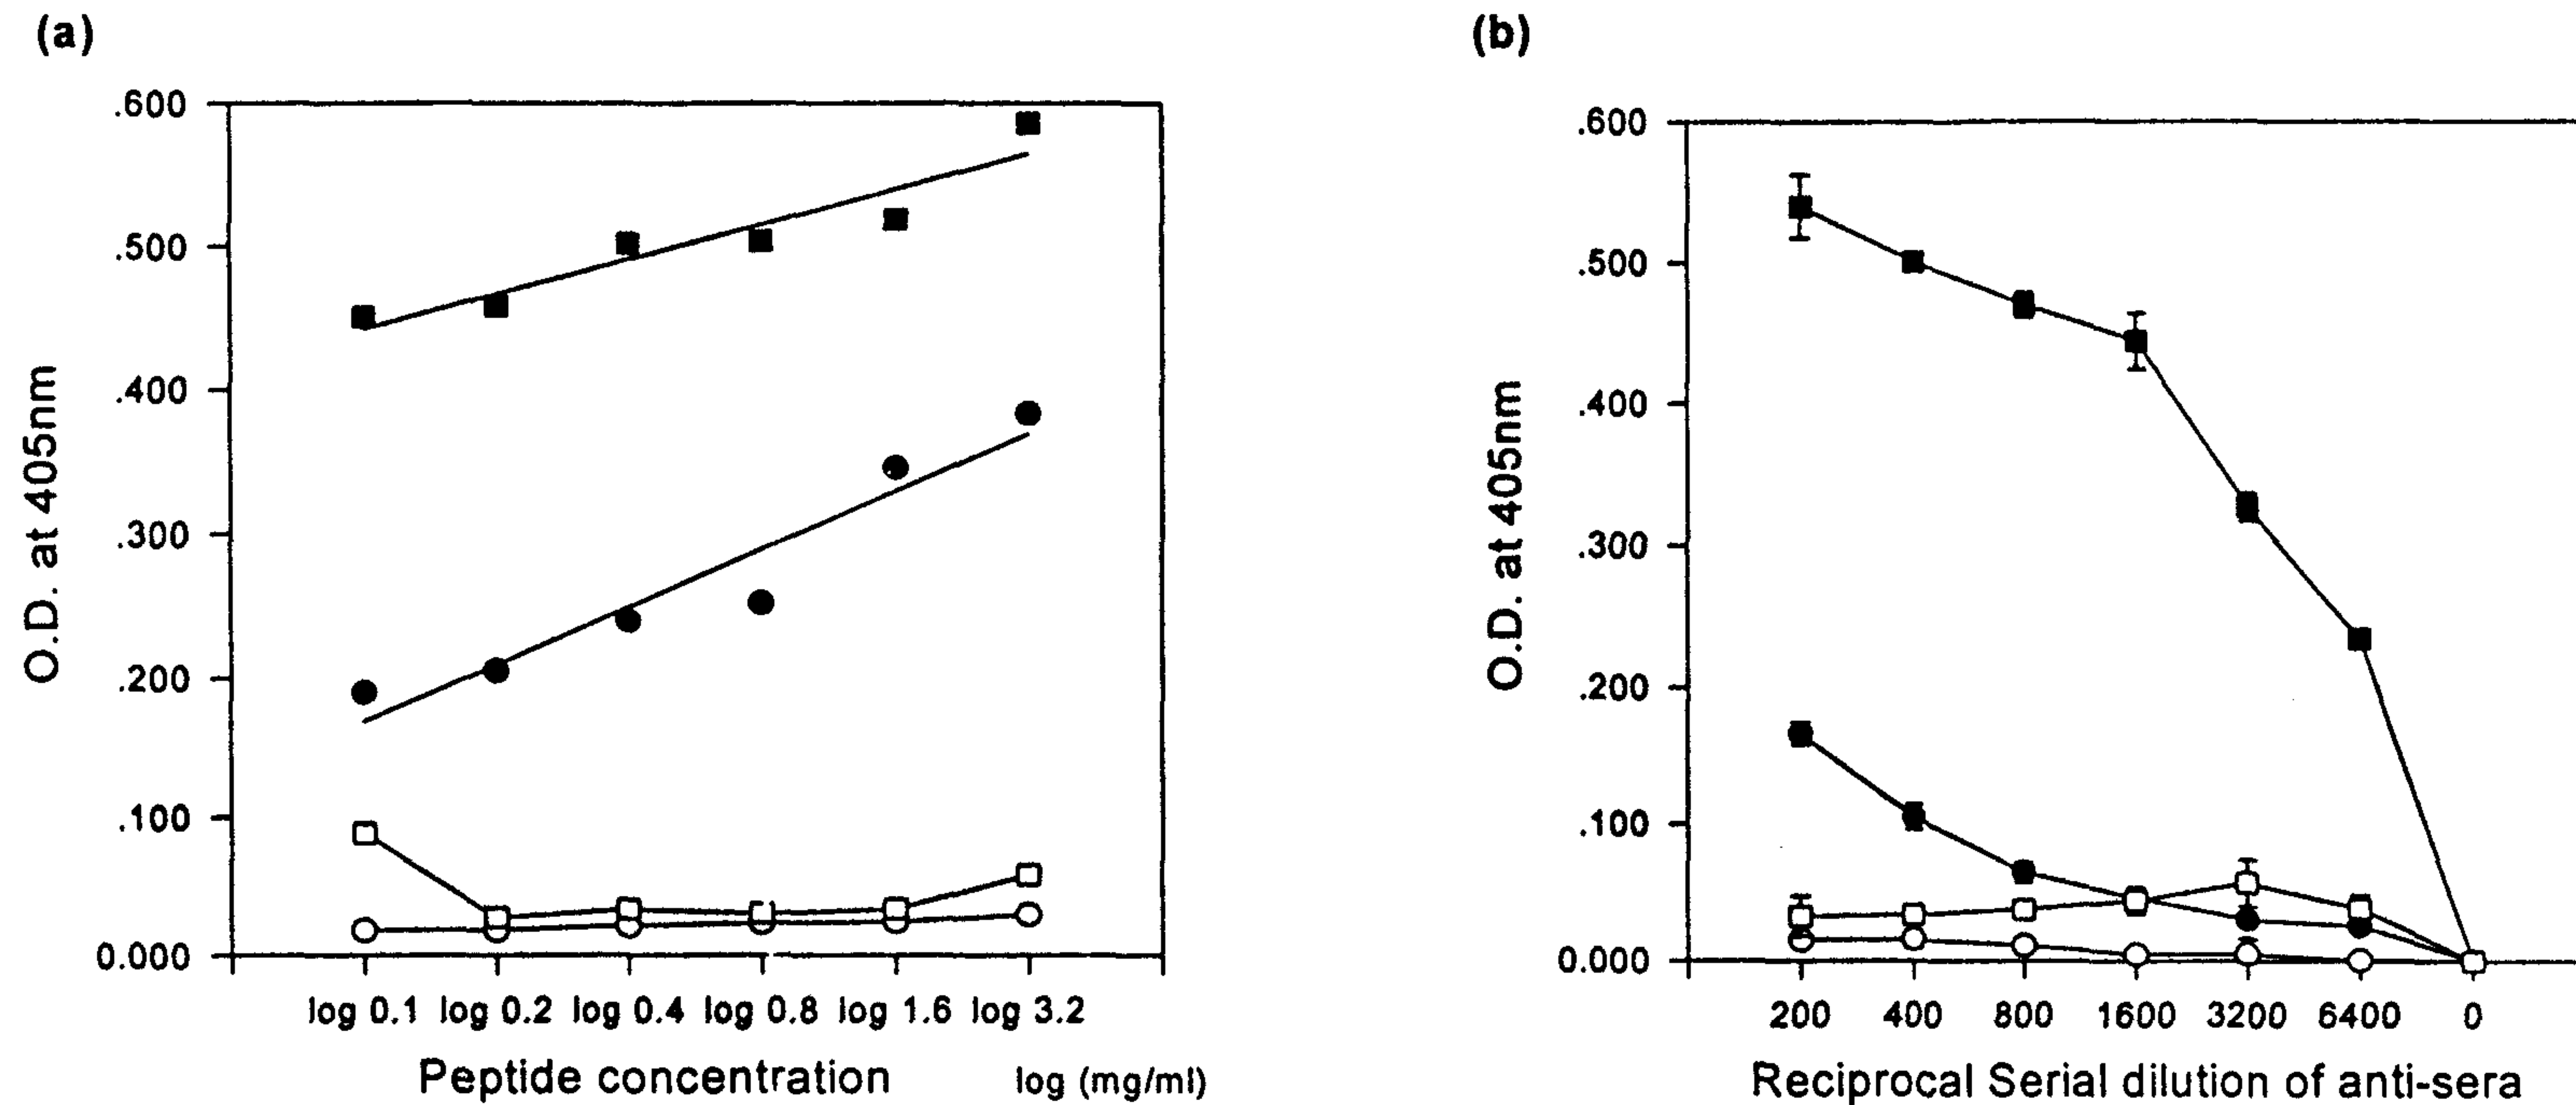 (a)
.600
.500
.400
.300
.200
.100
0.000
O.D. at 405nm
log 0.1 log 0.2 log 0.4 log 0.8 log 1.6 log 3.2
Peptide concentration log (mg/ml)
(b)
.600
.500
.400
.300
.200
.100
0.000
O.D. at 405nm
200 400 800 1600 3200 6400 0
Reciprocal Serial dilution of anti-sera